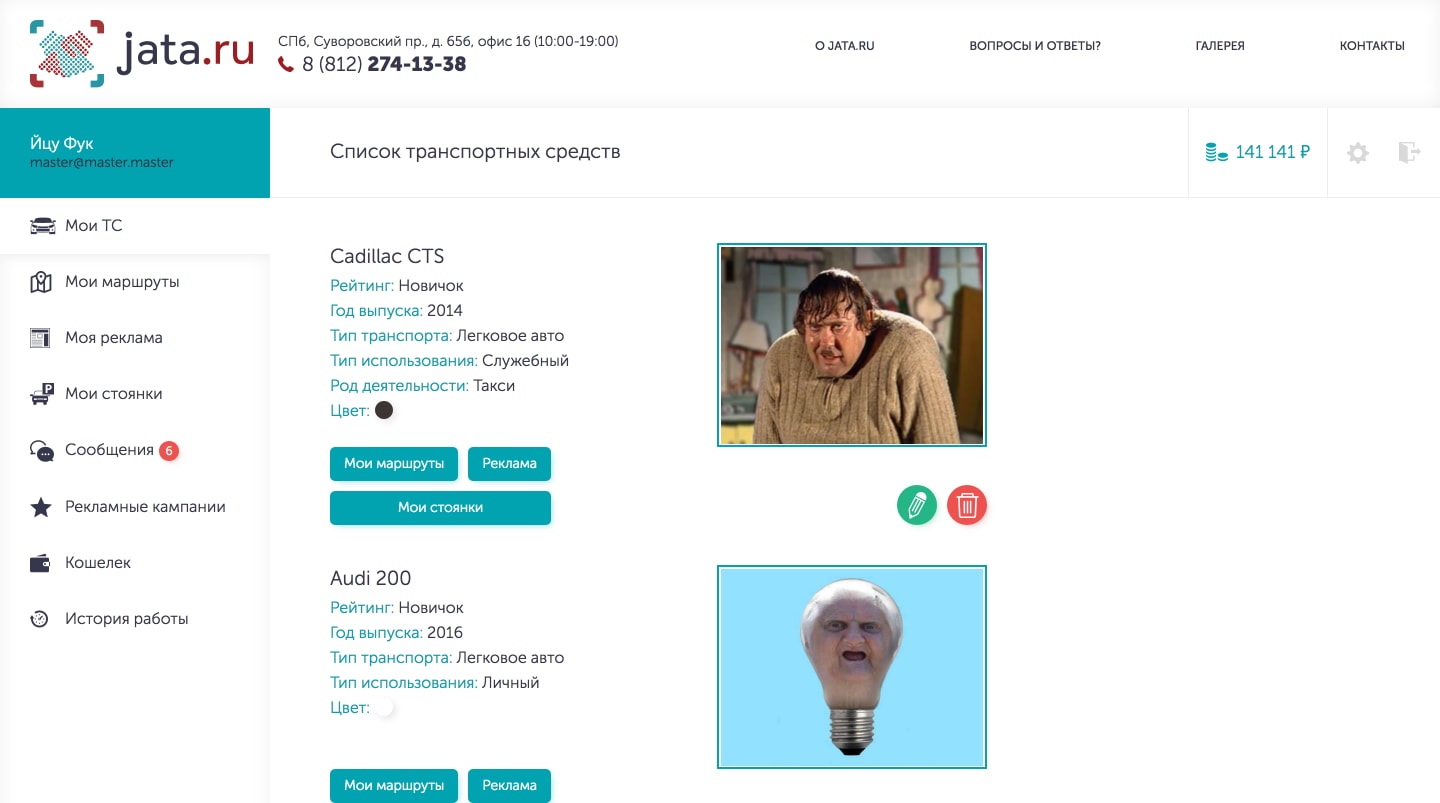 jata.ru
СПб, Суворовский пр., д. 65б, офис 16 (10:00-19:00)
8 (812) 274-13-38
О JATA.RU
ВОПРОСЫ И ОТВЕТЫ?
ГАЛЕРЕЯ
КОНТАКТЫ
Йцу Фук
master@master.master
Список транспортных средств
141 141 ₽
Мои ТС
Мои маршруты
Моя реклама
P
Мои стоянки
Сообщения 6
Рекламные кампании
Кошелек
История работы
Cadillac CTS
Рейтинг: Новичок
Год выпуска: 2014
Тип транспорта: Легковое авто
Тип использования: Служебный
Род деятельности: Такси
Цвет:
Мои маршруты
Реклама
Мои стоянки
Audi 200
Рейтинг: Новичок
Год выпуска: 2016
Тип транспорта: Легковое авто
Тип использования: Личный
Цвет:
Мои маршруты
Реклама